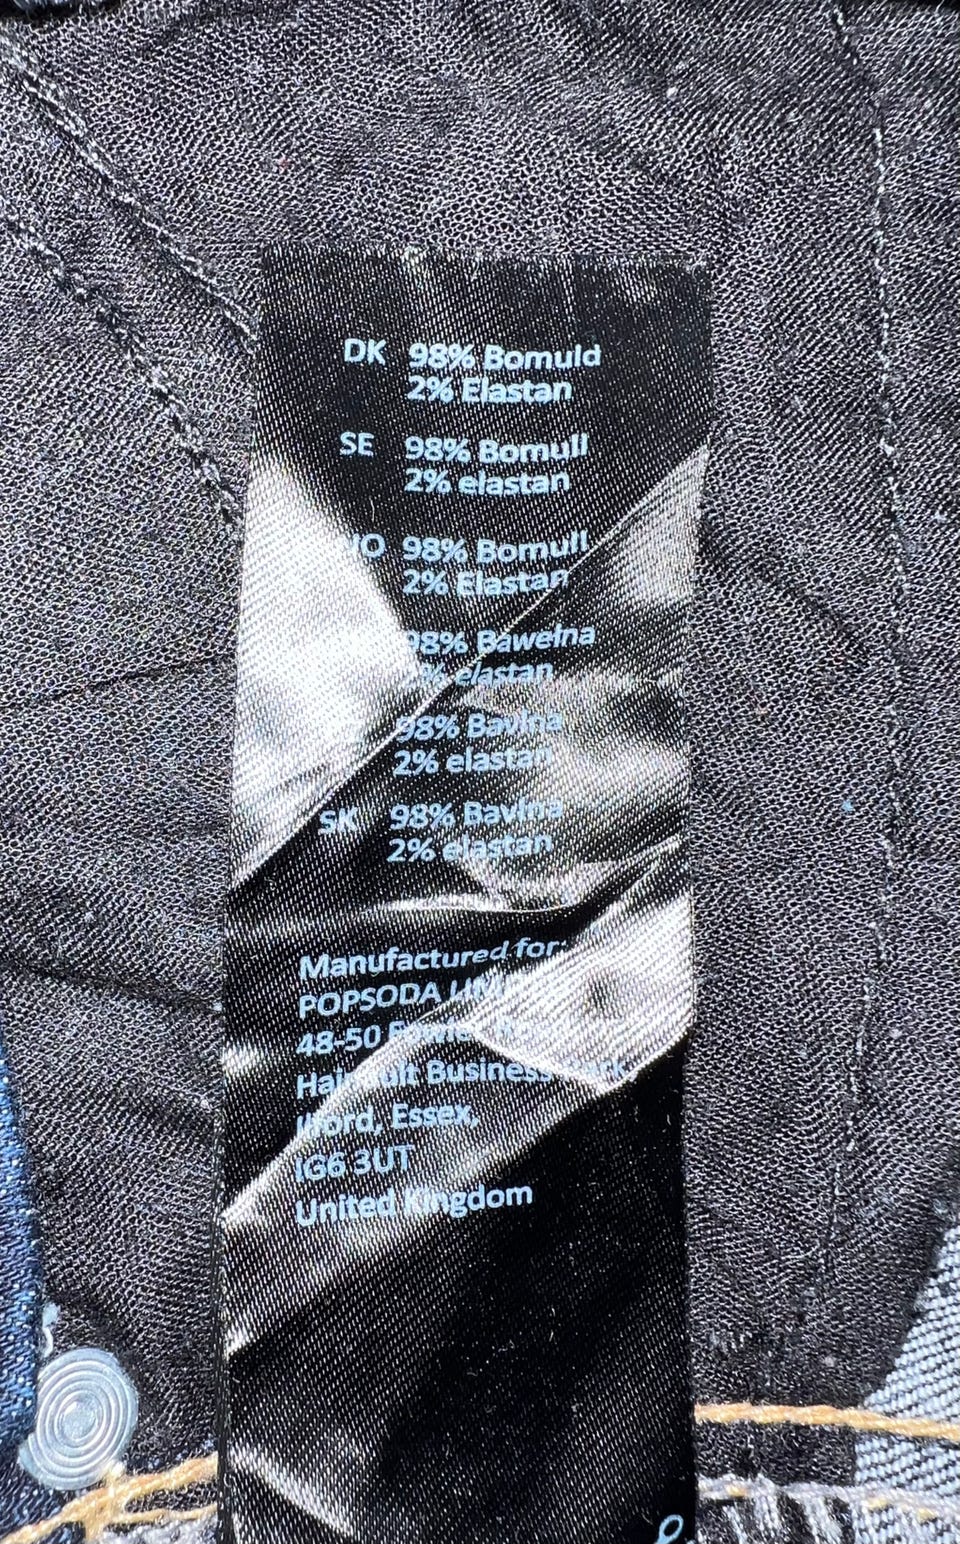 DK 98% Bomuld
2% Elastan
SE 98% Bomull
2% elastan
98% Bomull
2% Elastan
98% Bawełna
elastan
98% Bavlna
2% elastan
SK 98% Bavlna
2% elastan
Manufactured for:
POPSODA
48-50
Business
Essex,
IG6 3UT
United Kingdom